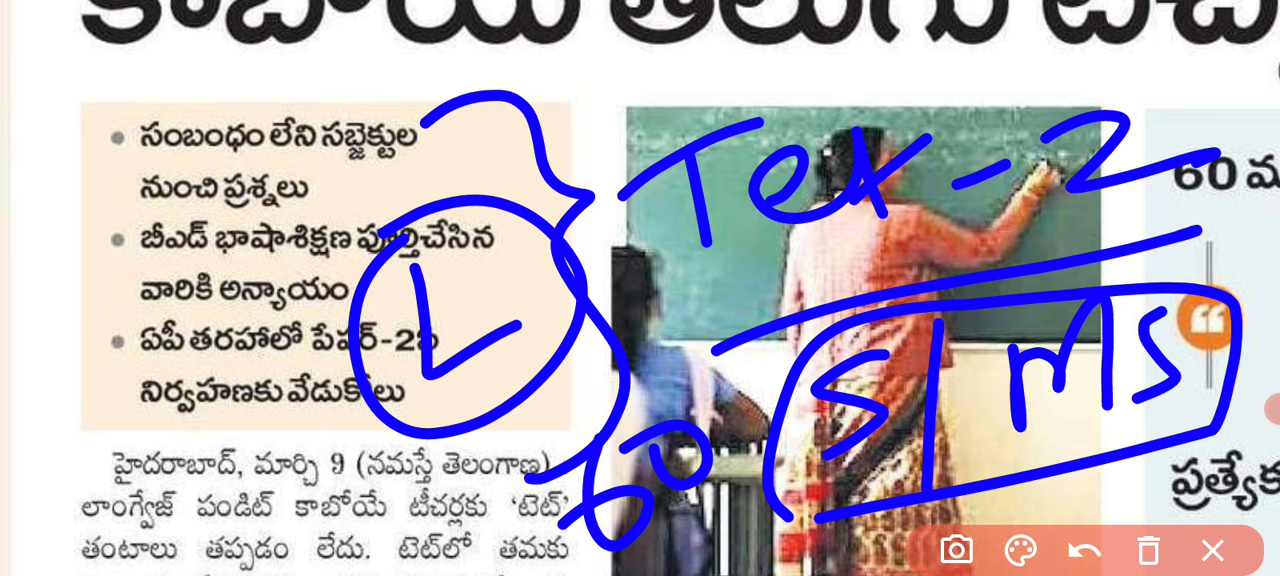 కాబోయే తెలుగు టీచ
సంబంధం లేని సబ్జెక్టుల
నుంచి ప్రశ్నలు
బీఎడ్ భాషాశిక్షణ పూర్తిచేసిన
వారికి అన్యాయం
ఏపీ తరహాలో పేపర్-2బి
నిర్వహణకు వేడుకోలు
Tet-2
L
60
S| MS
60 మ
ప్రత్యేక
హైదరాబాద్, మార్చి 9 (నమస్తే తెలంగాణ)
లాంగ్వేజ్ పండిట్ కాబోయే టీచర్లకు ‘టెట్’
తంటాలు తప్పడం లేదు. టెట్‌లో తమకు